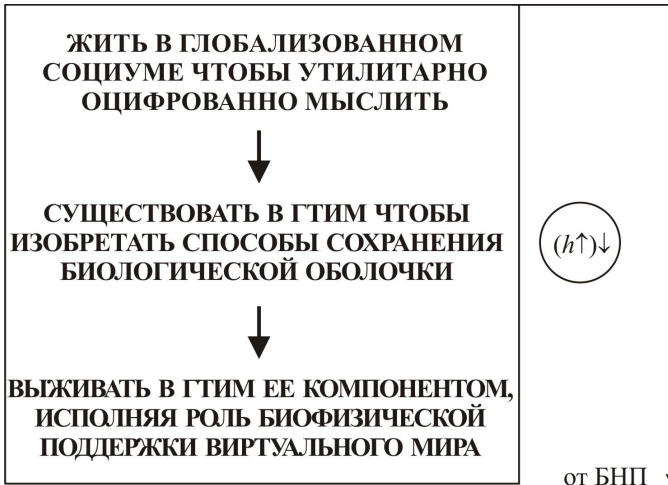 ЖИТЬ В ГЛОБАЛИЗОВАННОМ
СОЦИУМЕ ЧТОБЫ УТИЛИТАРНО
ОЦИФРОВАННО МЫСЛИТЬ
СУЩЕСТВОВАТЬ В ГТИМ ЧТОБЫ
ИЗОБРЕТАТЬ СПОСОБЫ СОХРАНЕНИЯ
БИОЛОГИЧЕСКОЙ ОБОЛОЧКИ
(h↑)↓
ВЫЖИВАТЬ В ГТИМ ЕЕ КОМПОНЕНТОМ,
ИСПОЛНЯЯ РОЛЬ БИОФИЗИЧЕСКОЙ
ПОДДЕРЖКИ ВИРТУАЛЬНОГО МИРА
от БНП